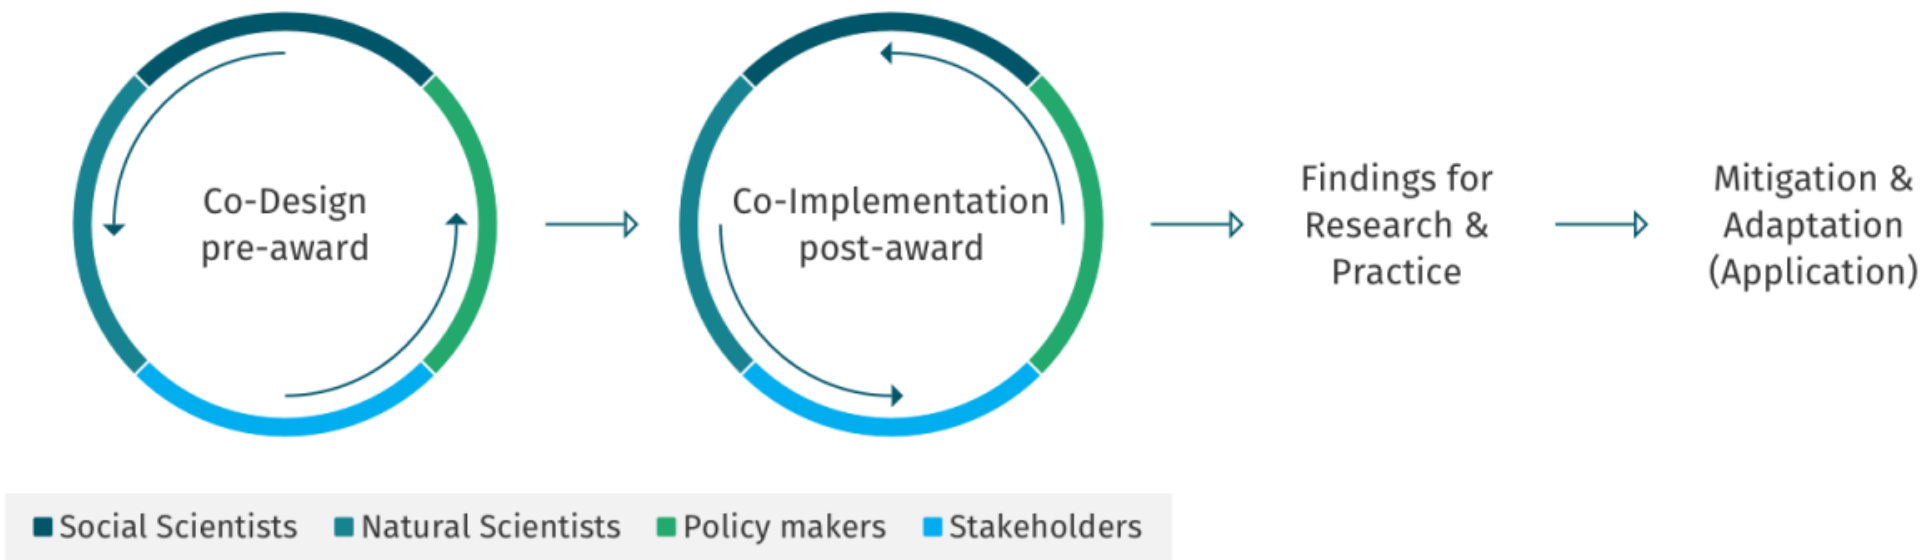 Co-Design
pre-award
Co-Implementation
post-award
Findings for
Research &
Practice
Mitigation &
Adaptation
(Application)
Social Scientists
Natural Scientists
Policy makers
Stakeholders